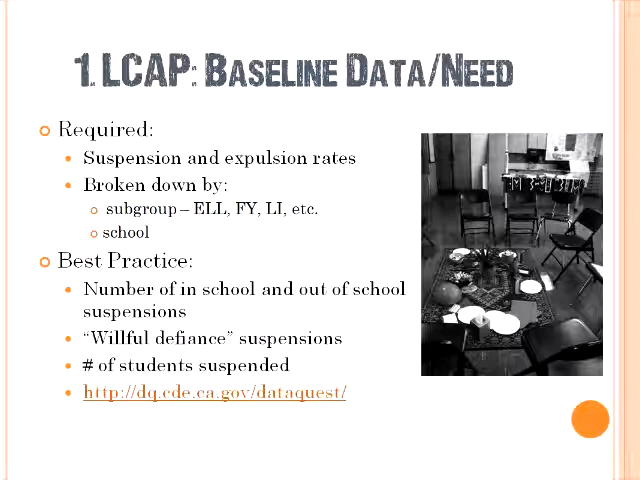 1. LCAP: BASELINE DATA/NEED
Required:
Suspension and expulsion rates
Broken down by:
subgroup – ELL, FY, LI, etc.
school
Best Practice:
Number of in school and out of school
suspensions
“Willful defiance” suspensions
# of students suspended
http://dq.cde.ca.gov/dataquest/